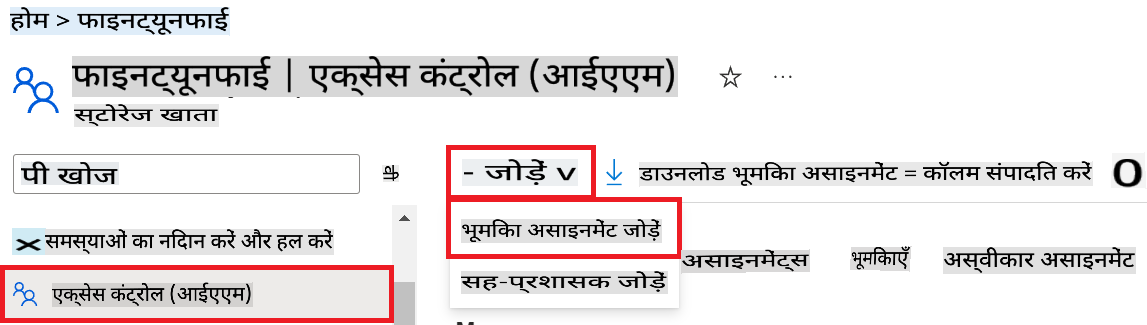 होम > फाइनट्यूनफाई
फाइनट्यूनफाई | एक्सेस कंट्रोल (आईएएम)
स्टोरेज खाता
पी खोज
- जोड़ें v
डाउनलोड भूमिका असाइनमेंट = कॉलम संपादित करें
O
समस्याओं का निदान करें और हल करें
भूमिका असाइनमेंट जोड़ें
असाइनमेंट्स
भूमिकाएँ
अस्वीकार असाइनमेंट
सह-प्रशासक जोड़ें
एक्सेस कंट्रोल (आईएएम)